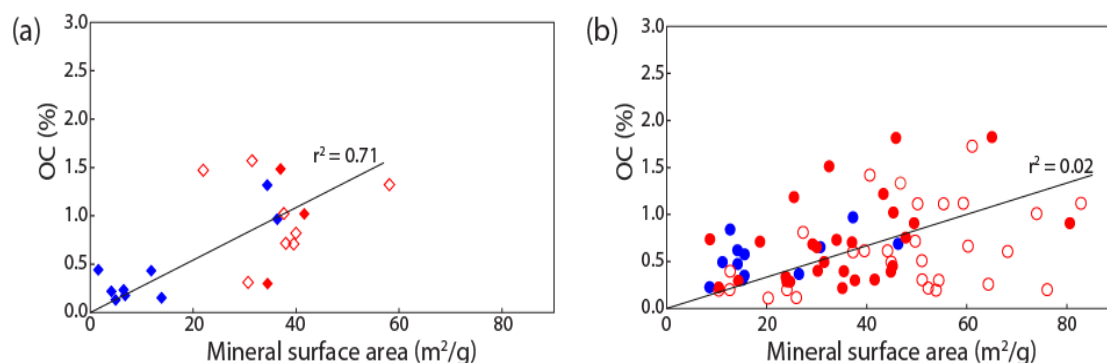 (a)
3.0
2.5
2.0
1.5
1.0
0.5
0.0
OC (%)
r² = 0.71
0 20 40 60 80
Mineral surface area (m²/g)
(b)
3.0
2.5
2.0
1.5
1.0
0.5
0.0
OC (%)
r² = 0.02
0 20 40 60 80
Mineral surface area (m²/g)